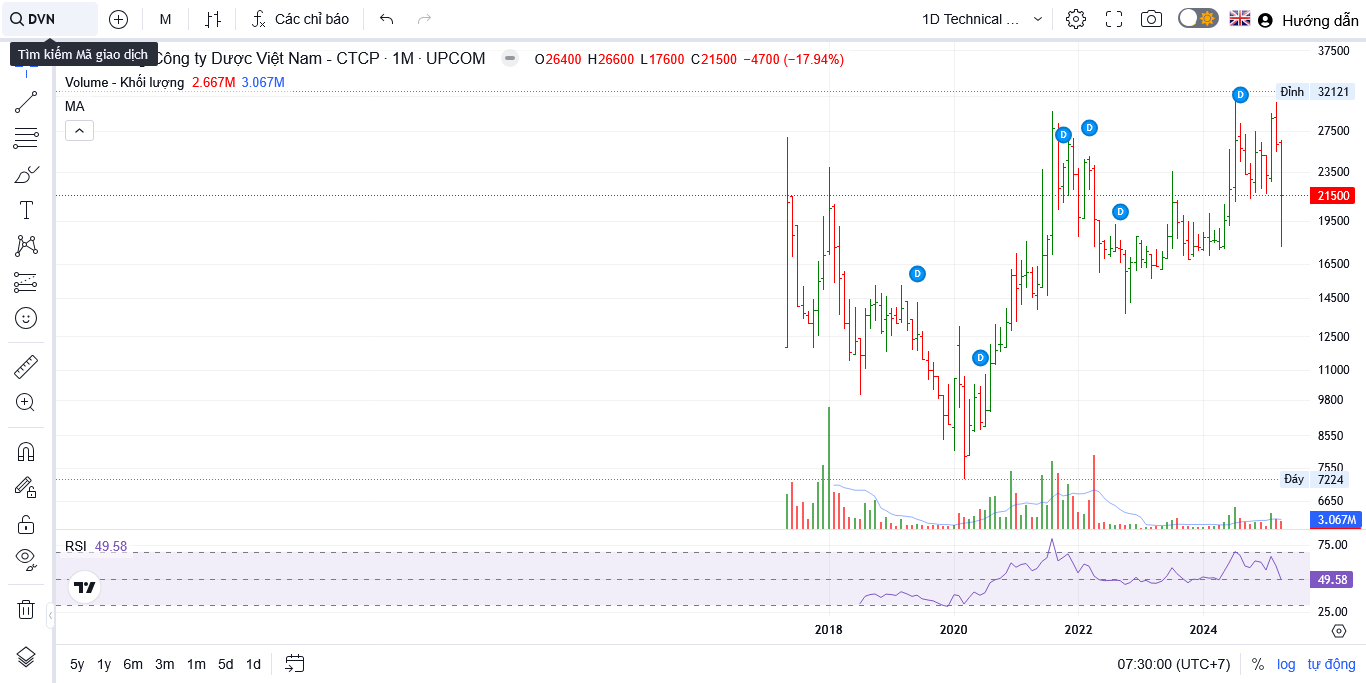 DVN
M
Các chỉ báo
1D Technical ...
Hướng dẫn
Tìm kiếm Mã giao dịch
Công ty Dược Việt Nam - CTCP · 1M · UPCOM
O26400 H26600 L17600 C21500 −4700 (−17.94%)
Volume - Khối lượng 2.667M 3.067M
MA
37500
Đỉnh 32121
27500
23500
21500
19500
16500
14500
12500
11000
9800
8550
7550
Đáy 7224
6650
3.067M
D
D
D
D
D
D
RSI 49.58
75.00
49.58
25.00
2018 2020 2022 2024
5y 1y 6m 3m 1m 5d 1d
07:30:00 (UTC+7) % log tự động